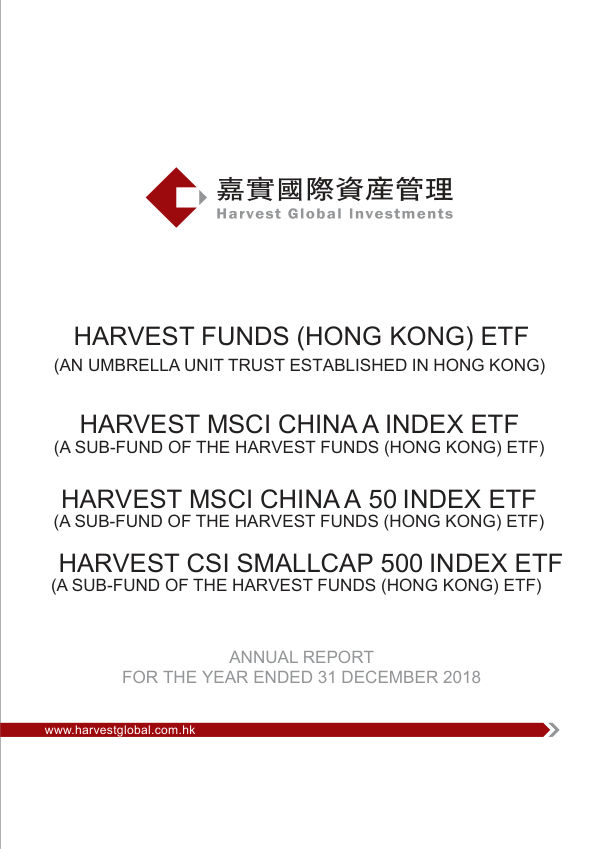 嘉實國際資産管理
Harvest Global Investments
HARVEST FUNDS (HONG KONG) ETF
(AN UMBRELLA UNIT TRUST ESTABLISHED IN HONG KONG)
HARVEST MSCI CHINA A INDEX ETF
(A SUB-FUND OF THE HARVEST FUNDS (HONG KONG) ETF)
HARVEST MSCI CHINA A 50 INDEX ETF
(A SUB-FUND OF THE HARVEST FUNDS (HONG KONG) ETF)
HARVEST CSI SMALLCAP 500 INDEX ETF
(A SUB-FUND OF THE HARVEST FUNDS (HONG KONG) ETF)
ANNUAL REPORT
FOR THE YEAR ENDED 31 DECEMBER 2018
www.harvestglobal.com.hk